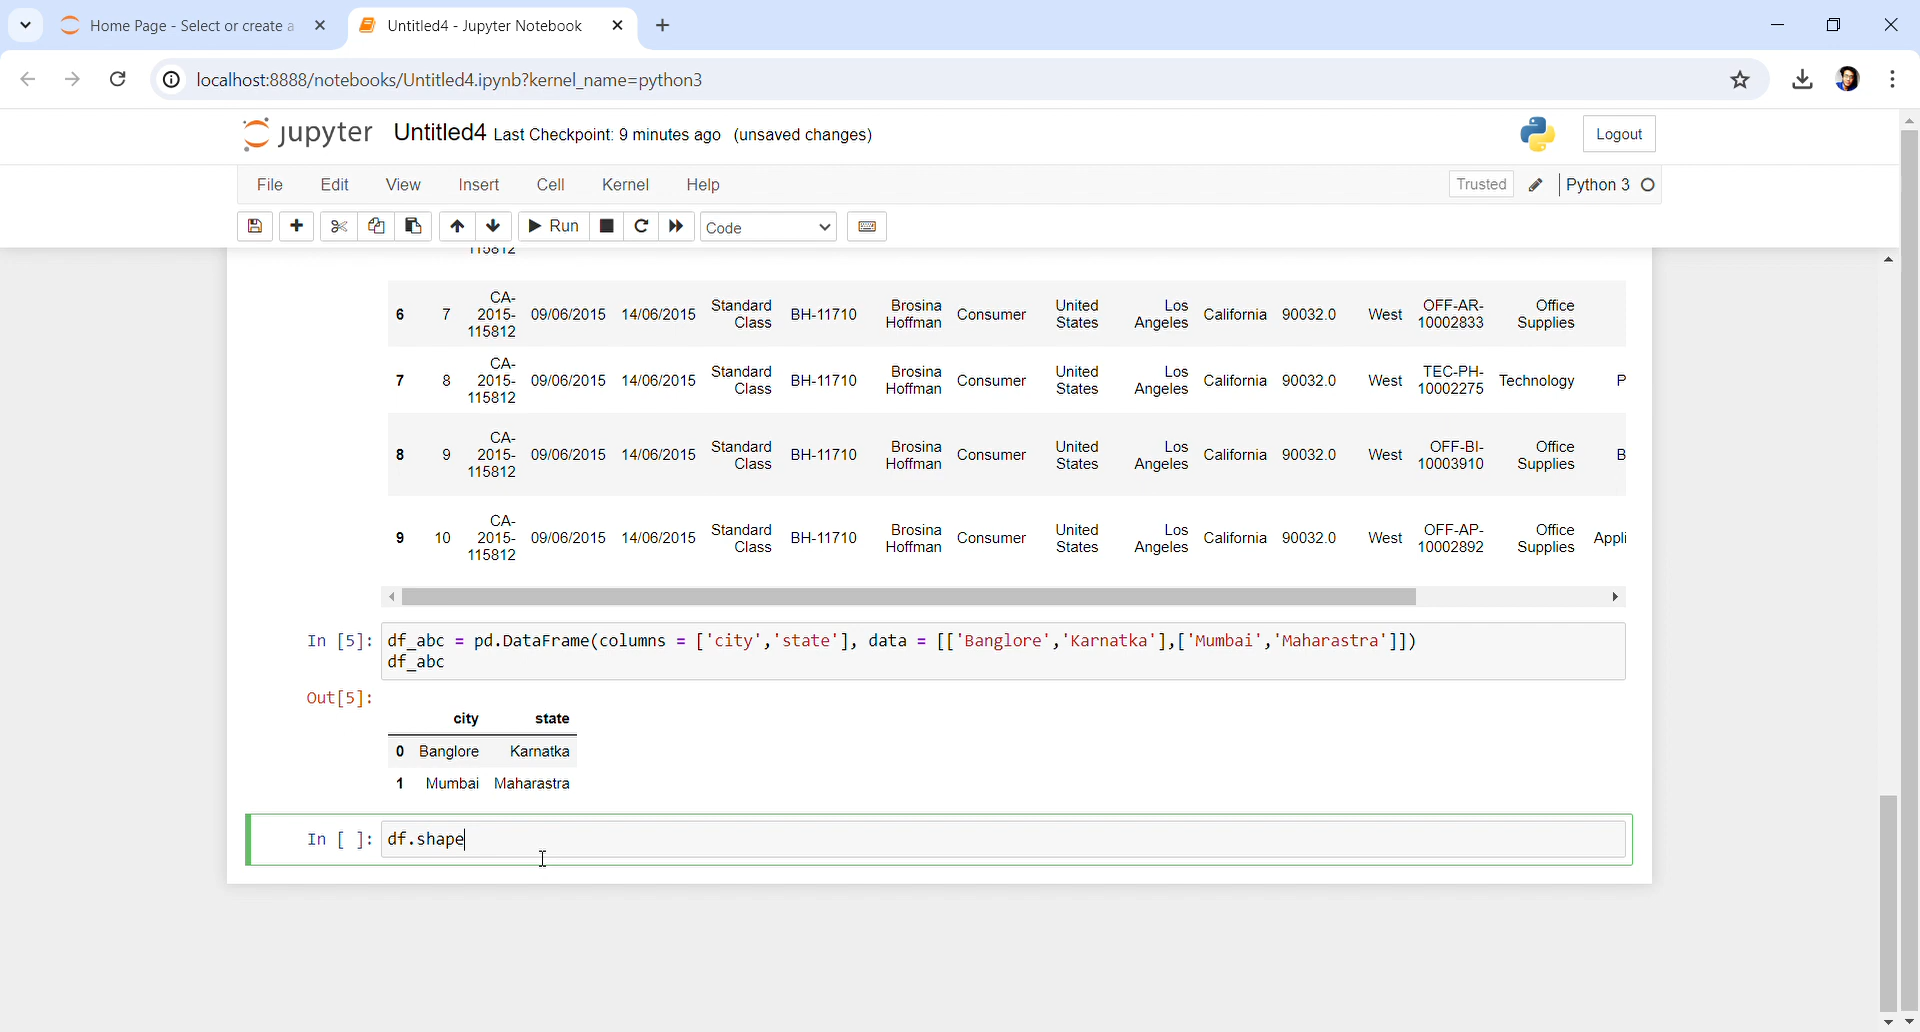 Home Page - Select or create a
Untitled4 - Jupyter Notebook
localhost:8888/notebooks/Untitled4.ipynb?kernel_name=python3
jupyter Untitled4 Last Checkpoint: 9 minutes ago (unsaved changes)
Logout
File Edit View Insert Cell Kernel Help
Trusted Python 3
Run Code
115812
6 7 CA-2015-115812 09/06/2015 14/06/2015 Standard Class BH-11710 Brosina Hoffman Consumer United States Los Angeles California 90032.0 West OFF-AR-10002833 Office Supplies
7 8 CA-2015-115812 09/06/2015 14/06/2015 Standard Class BH-11710 Brosina Hoffman Consumer United States Los Angeles California 90032.0 West TEC-PH-10002275 Technology P
8 9 CA-2015-115812 09/06/2015 14/06/2015 Standard Class BH-11710 Brosina Hoffman Consumer United States Los Angeles California 90032.0 West OFF-BI-10003910 Office Supplies B
9 10 CA-2015-115812 09/06/2015 14/06/2015 Standard Class BH-11710 Brosina Hoffman Consumer United States Los Angeles California 90032.0 West OFF-AP-10002892 Office Supplies Appli
In [5]: df_abc = pd.DataFrame(columns = ['city','state'], data = [['Banglore','Karnatka'],['Mumbai','Maharastra']])
df_abc
Out[5]:
city state
0 Banglore Karnatka
1 Mumbai Maharastra
In [ ]: df.shape